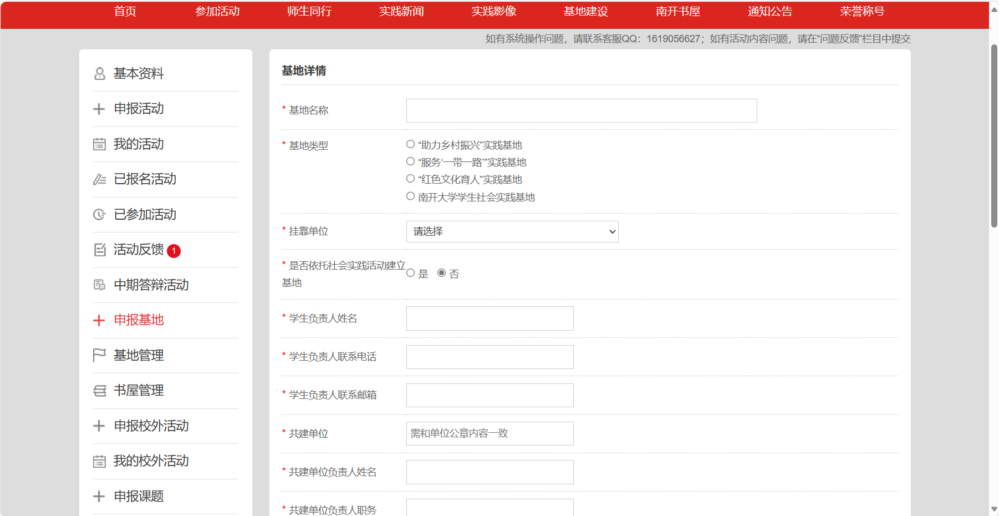 首页 参加活动 师生同行 实践新闻 实践影像 基地建设 南开书屋 通知公告 荣誉称号
如有系统操作问题，请联系客服QQ：1619056627；如有活动内容问题，请在“问题反馈”栏目中提交
基本资料
申报活动
我的活动
已报名活动
已参加活动
活动反馈 1
中期答辩活动
申报基地
基地管理
书屋管理
申报校外活动
我的校外活动
申报课题
基地详情
* 基地名称
* 基地类型
“助力乡村振兴”实践基地
“服务‘一带一路’”实践基地
“红色文化育人”实践基地
南开大学学生社会实践基地
* 挂靠单位 请选择
* 是否依托社会实践活动建立
基地
是 否
* 学生负责人姓名
* 学生负责人联系电话
* 学生负责人联系邮箱
* 共建单位 需和单位公章内容一致
* 共建单位负责人姓名
* 共建单位负责人职务